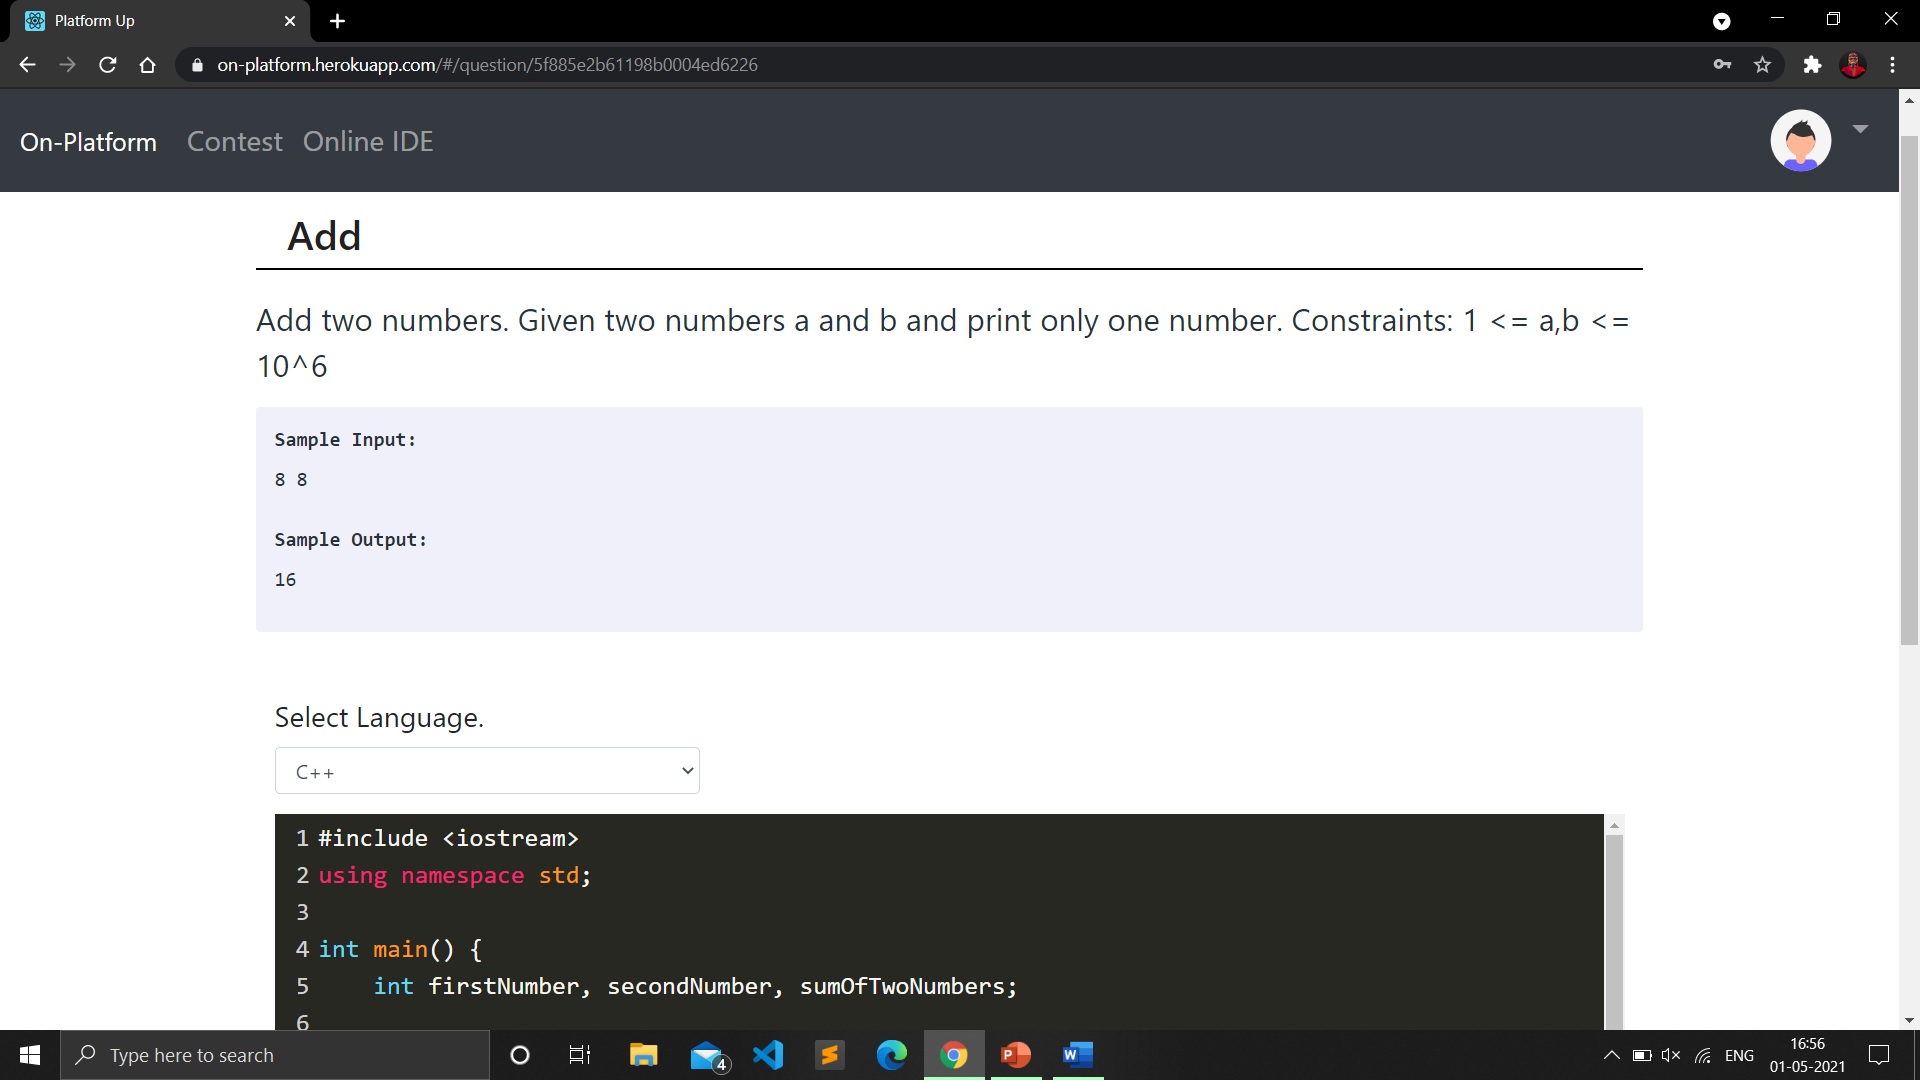 Platform Up
on-platform.herokuapp.com/#/question/5f885e2b61198b0004ed6226
On-Platform Contest Online IDE
Add
Add two numbers. Given two numbers a and b and print only one number. Constraints: 1 <= a,b <=
10^6
Sample Input:
8 8
Sample Output:
16
Select Language.
C++
1 #include <iostream>
2 using namespace std;
3
4 int main() {
5 int firstNumber, secondNumber, sumOfTwoNumbers;
6
Type here to search
4
P
W
ENG
16:56
01-05-2021